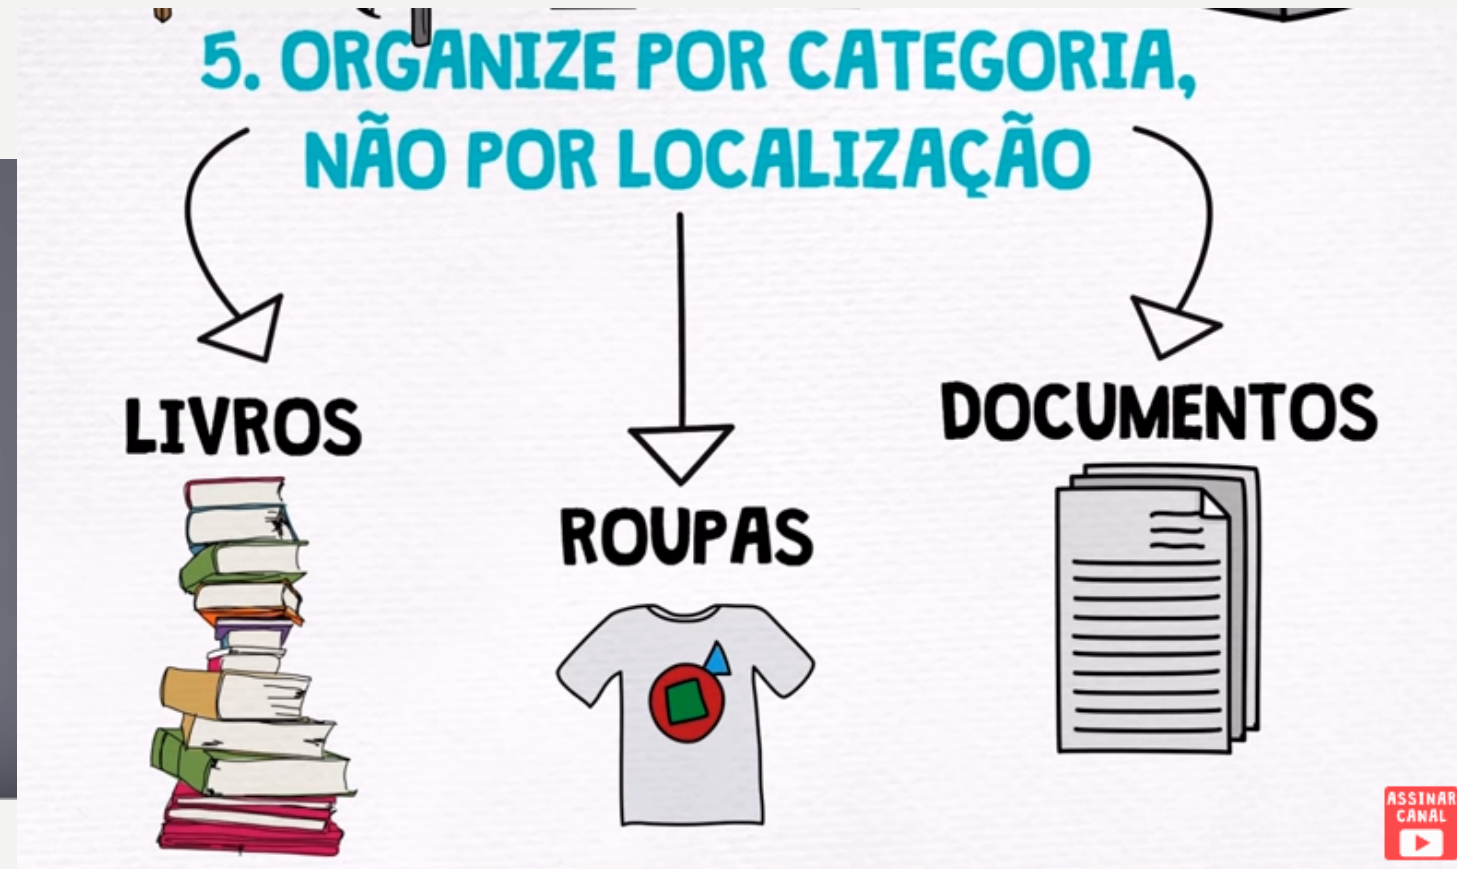 5. ORGANIZE POR CATEGORIA,
NÃO POR LOCALIZAÇÃO
LIVROS
ROUPAS
DOCUMENTOS
ASSINAR
CANAL